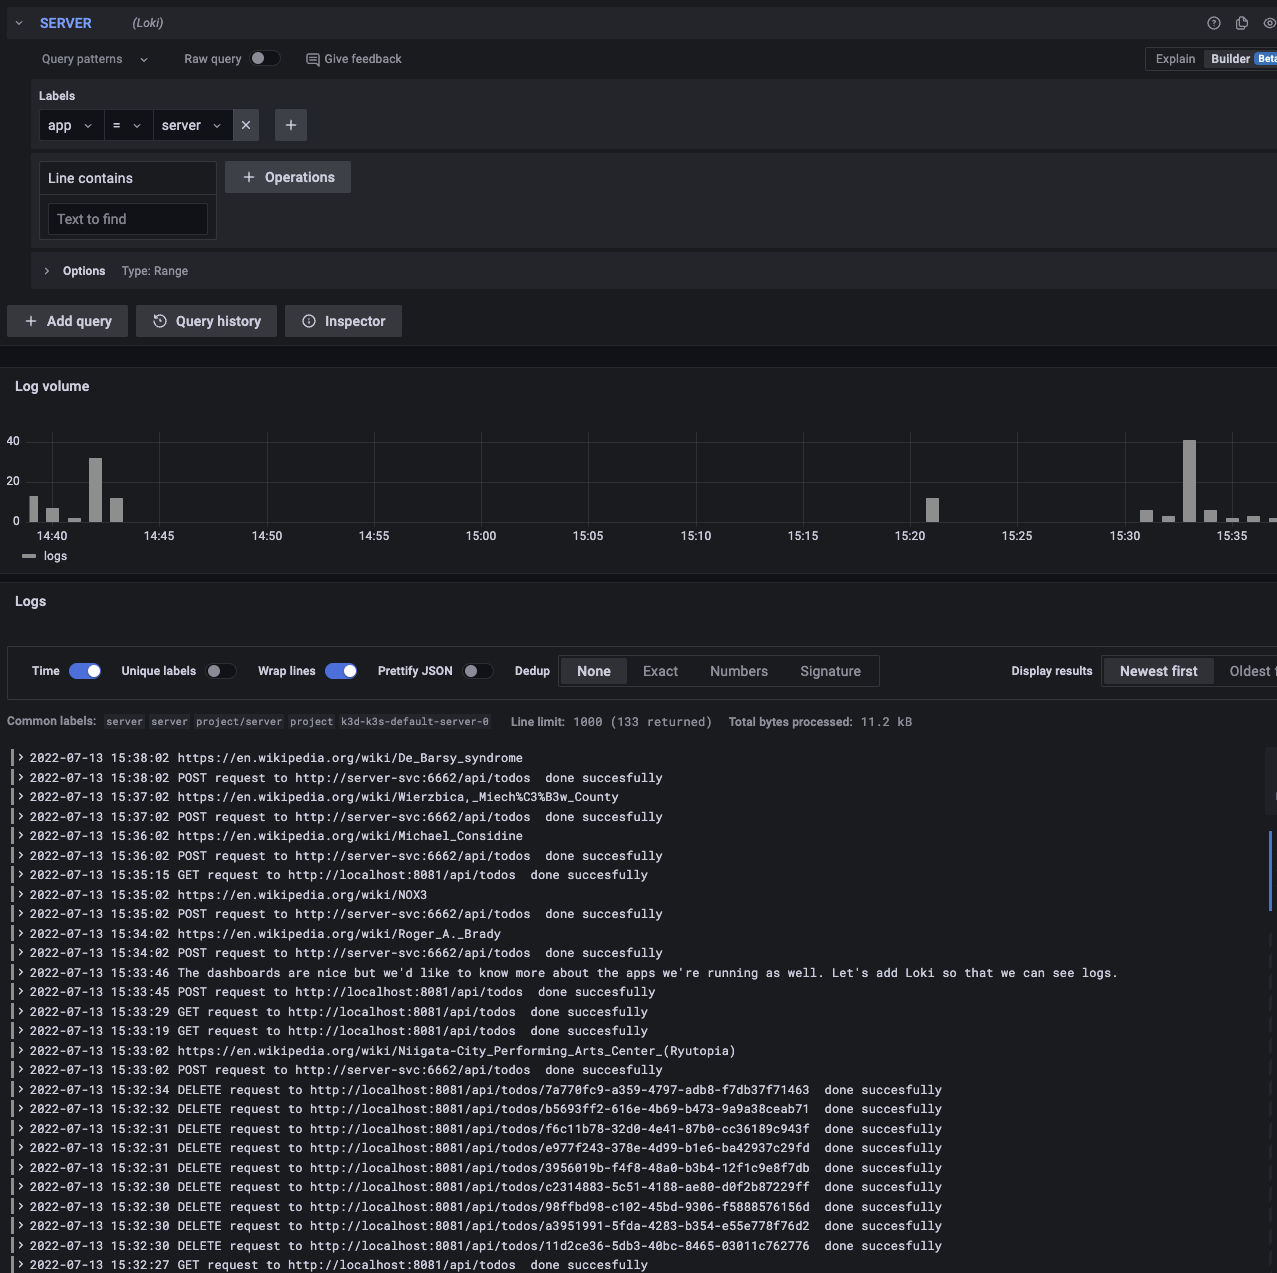 SERVER (Loki)
Query patterns Raw query Give feedback Explain Builder Beta
Labels
app = server
Line contains + Operations
Text to find
Options Type: Range
+ Add query Query history Inspector
Log volume
40
20
0
14:40 14:45 14:50 14:55 15:00 15:05 15:10 15:15 15:20 15:25 15:30 15:35
logs
Logs
Time Unique labels Wrap lines Prettify JSON Dedup None Exact Numbers Signature Display results Newest first Oldest
Common labels: server server project/server project k3d-k3s-default-server-0 Line limit: 1000 (133 returned) Total bytes processed: 11.2 kB
2022-07-13 15:38:02 https://en.wikipedia.org/wiki/De_Barsy_syndrome
2022-07-13 15:38:02 POST request to http://server-svc:6662/api/todos done succesfully
2022-07-13 15:37:02 https://en.wikipedia.org/wiki/Wierzbica,_Miech%C3%B3w_County
2022-07-13 15:37:02 POST request to http://server-svc:6662/api/todos done succesfully
2022-07-13 15:36:02 https://en.wikipedia.org/wiki/Michael_Considine
2022-07-13 15:36:02 POST request to http://server-svc:6662/api/todos done succesfully
2022-07-13 15:35:15 GET request to http://localhost:8081/api/todos done succesfully
2022-07-13 15:35:02 https://en.wikipedia.org/wiki/NOX3
2022-07-13 15:35:02 POST request to http://server-svc:6662/api/todos done succesfully
2022-07-13 15:34:02 https://en.wikipedia.org/wiki/Roger_A._Brady
2022-07-13 15:34:02 POST request to http://server-svc:6662/api/todos done succesfully
2022-07-13 15:33:46 The dashboards are nice but we'd like to know more about the apps we're running as well. Let's add Loki so that we can see logs.
2022-07-13 15:33:45 POST request to http://localhost:8081/api/todos done succesfully
2022-07-13 15:33:29 GET request to http://localhost:8081/api/todos done succesfully
2022-07-13 15:33:19 GET request to http://localhost:8081/api/todos done succesfully
2022-07-13 15:33:02 https://en.wikipedia.org/wiki/Niigata-City_Performing_Arts_Center_(Ryutopia)
2022-07-13 15:33:02 POST request to http://server-svc:6662/api/todos done succesfully
2022-07-13 15:32:34 DELETE request to http://localhost:8081/api/todos/7a770fc9-a359-4797-adb8-f7db37f71463 done succesfully
2022-07-13 15:32:32 DELETE request to http://localhost:8081/api/todos/b5693ff2-616e-4b69-b473-9a9a38ceab71 done succesfully
2022-07-13 15:32:31 DELETE request to http://localhost:8081/api/todos/f6c11b78-32d0-4e41-87b0-cc36189c943f done succesfully
2022-07-13 15:32:31 DELETE request to http://localhost:8081/api/todos/e977f243-378e-4d99-b1e6-ba42937c29fd done succesfully
2022-07-13 15:32:31 DELETE request to http://localhost:8081/api/todos/3956019b-f4f8-48a0-b3b4-12f1c9e8f7db done succesfully
2022-07-13 15:32:30 DELETE request to http://localhost:8081/api/todos/c2314883-5c51-4188-ae80-d0f2b87229ff done succesfully
2022-07-13 15:32:30 DELETE request to http://localhost:8081/api/todos/98ffbd98-c102-45bd-9306-f5888576156d done succesfully
2022-07-13 15:32:30 DELETE request to http://localhost:8081/api/todos/a3951991-5fda-4283-b354-e55e778f76d2 done succesfully
2022-07-13 15:32:30 DELETE request to http://localhost:8081/api/todos/11d2ce36-5db3-40bc-8465-03011c762776 done succesfully
2022-07-13 15:32:27 GET request to http://localhost:8081/api/todos done succesfully